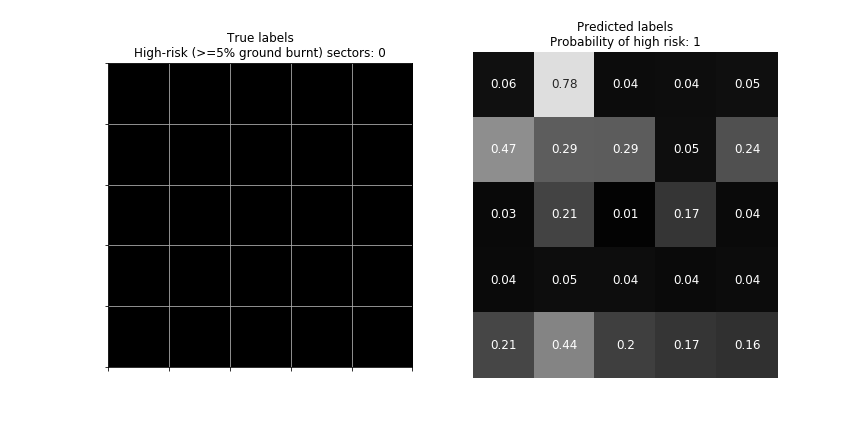 True labels
High-risk (>=5% ground burnt) sectors: 0
Predicted labels
Probability of high risk: 1
0.06 0.78 0.04 0.04 0.05
0.47 0.29 0.29 0.05 0.24
0.03 0.21 0.01 0.17 0.04
0.04 0.05 0.04 0.04 0.04
0.21 0.44 0.2 0.17 0.16